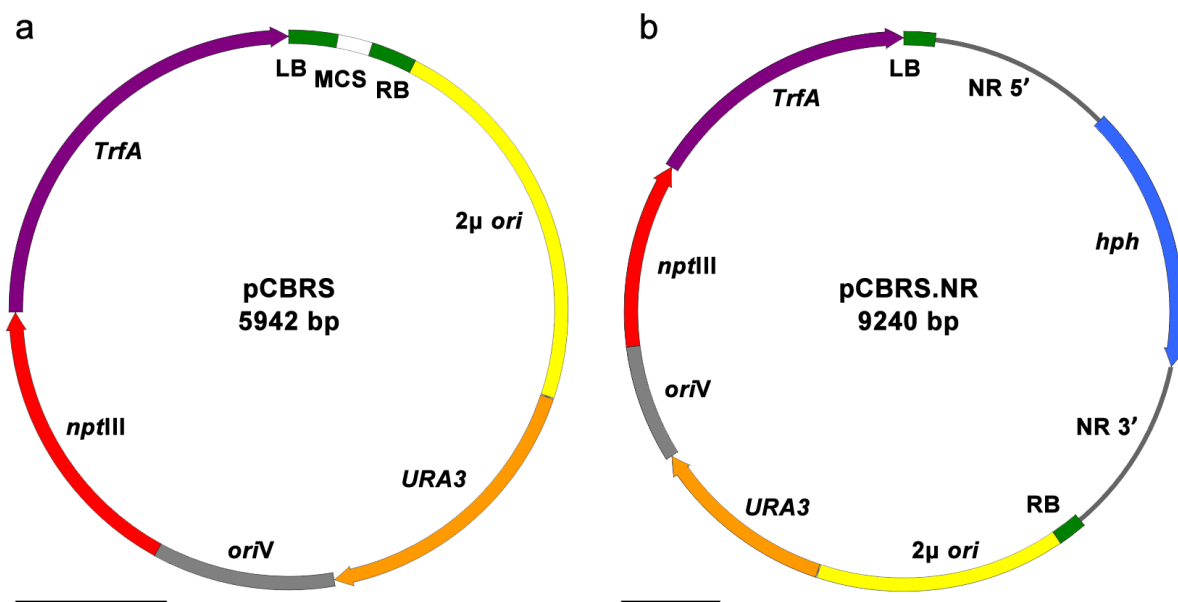 a
LB
MCS
RB
TrfA
2µ ori
pCBRS
5942 bp
nptIII
URA3
oriV
b
LB
NR 5’
TrfA
hph
nptIII
pCBRS.NR
9240 bp
oriV
NR 3’
RB
URA3
2µ ori